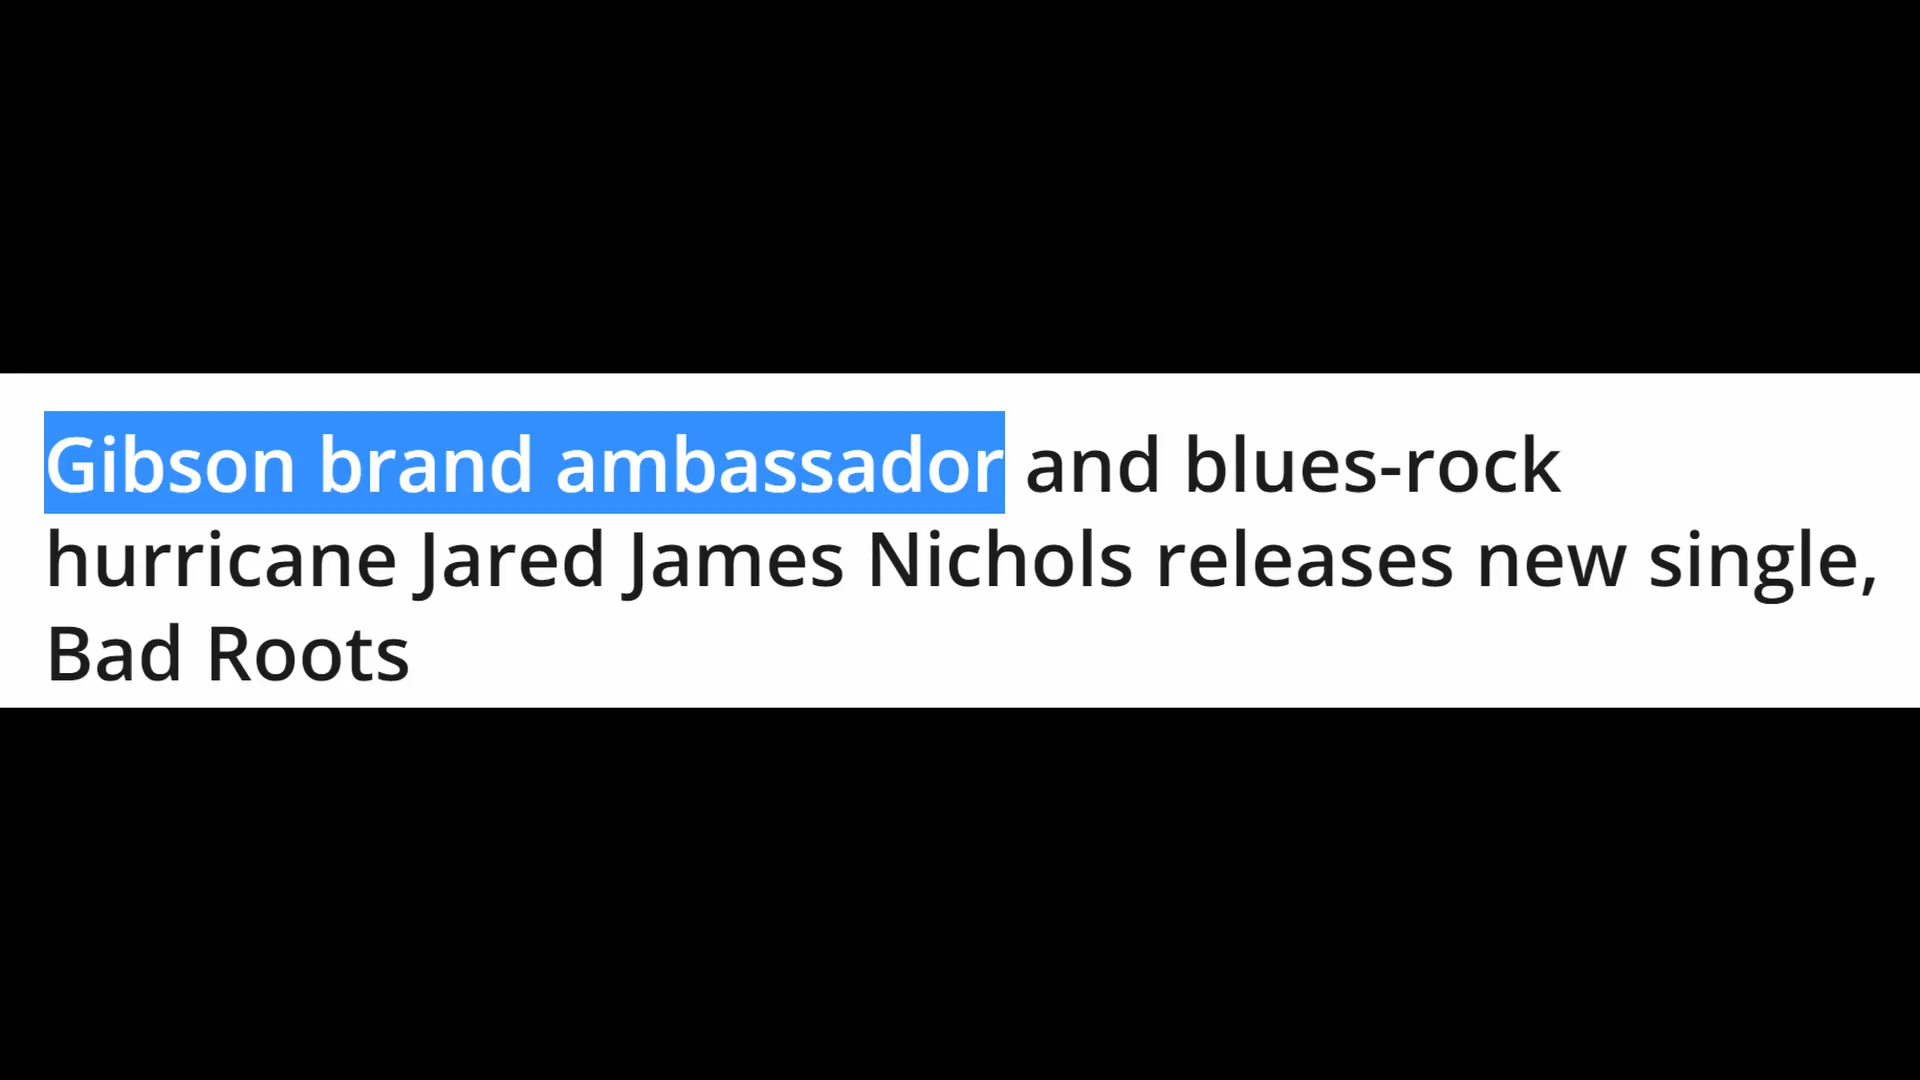 Gibson brand ambassador and blues-rock
hurricane Jared James Nichols releases new single,
Bad Roots